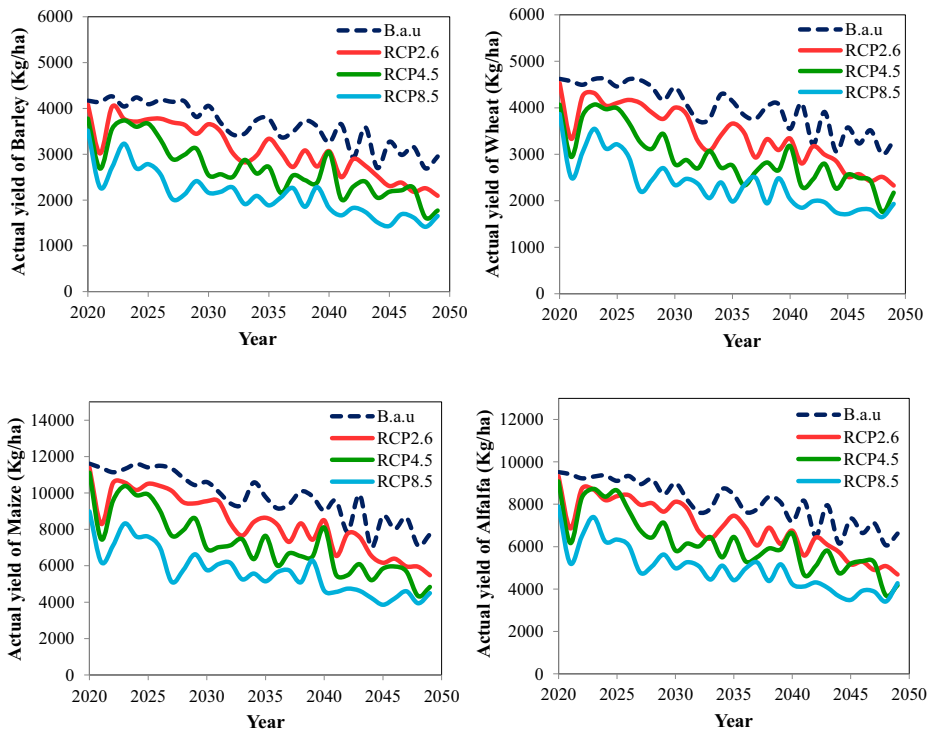 Actual yield of Barley (Kg/ha)
6000
5000
4000
3000
2000
1000
0
B.a.u
RCP2.6
RCP4.5
RCP8.5
2020 2025 2030 2035 2040 2045 2050
Year
Actual yield of Wheat (Kg/ha)
6000
5000
4000
3000
2000
1000
0
B.a.u
RCP2.6
RCP4.5
RCP8.5
2020 2025 2030 2035 2040 2045 2050
Year
Actual yield of Maize (Kg/ha)
14000
12000
10000
8000
6000
4000
2000
0
B.a.u
RCP2.6
RCP4.5
RCP8.5
2020 2025 2030 2035 2040 2045 2050
Year
Actual yield of Alfalfa (Kg/ha)
12000
10000
8000
6000
4000
2000
0
B.a.u
RCP2.6
RCP4.5
RCP8.5
2020 2025 2030 2035 2040 2045 2050
Year